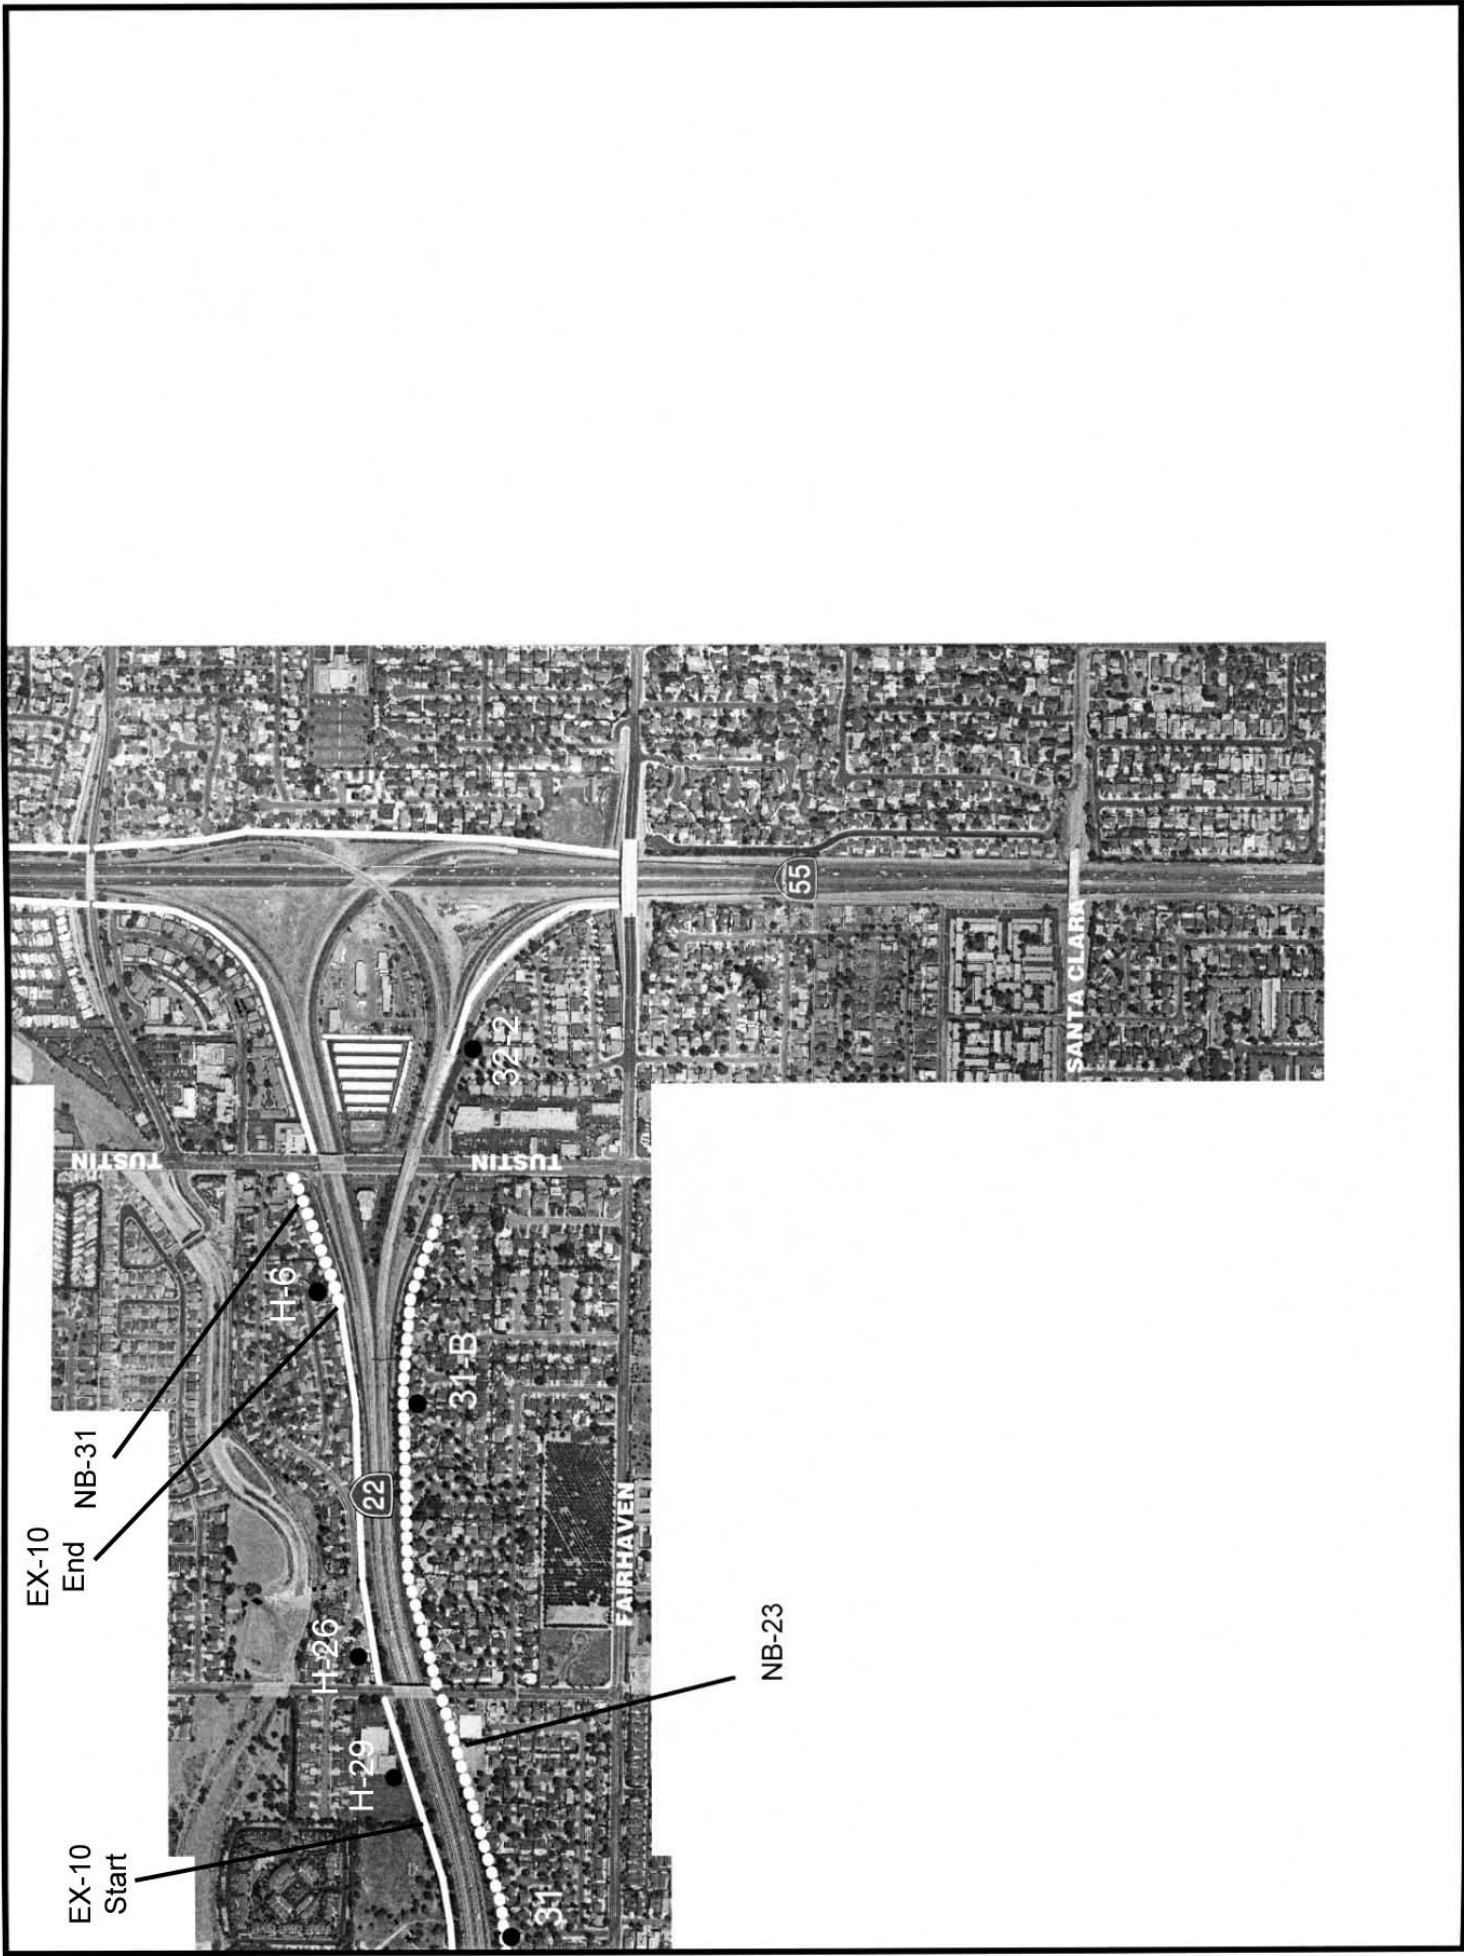 EX-10
Start
EX-10
End
NB-31
H-29
H-26
H-6
31
31-B
32-2
22
55
NB-23
TUSTIN
TUSTIN
FAIRHAVEN
SANTA CLARA